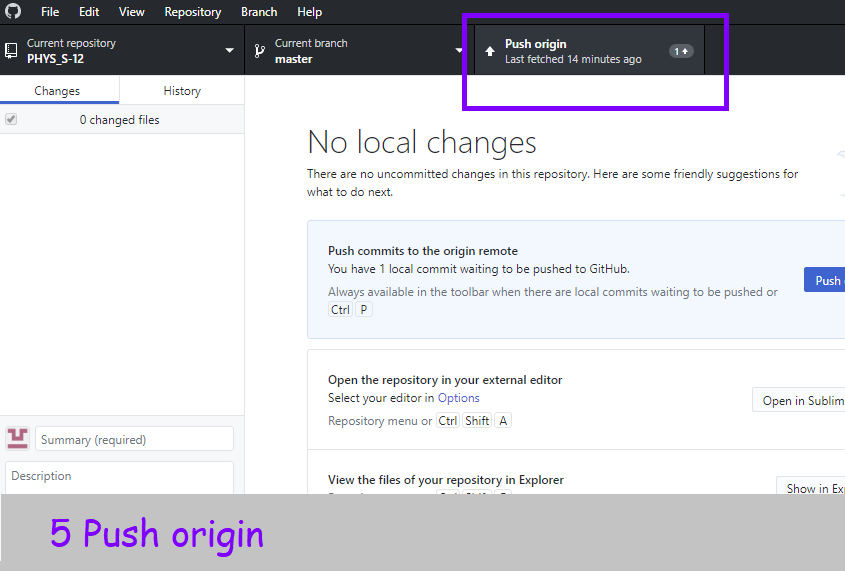 File Edit View Repository Branch Help
Current repository
PHYS_S-12
Current branch
master
Push origin
Last fetched 14 minutes ago
1
Changes History
0 changed files
No local changes
There are no uncommitted changes in this repository. Here are some friendly suggestions for
what to do next.
Push commits to the origin remote
You have 1 local commit waiting to be pushed to GitHub.
Always available in the toolbar when there are local commits waiting to be pushed or
Ctrl P
Push
Open the repository in your external editor
Select your editor in Options
Repository menu or Ctrl Shift A
Open in Sublim
View the files of your repository in Explorer
Show in Ex
Summary (required)
Description
5 Push origin